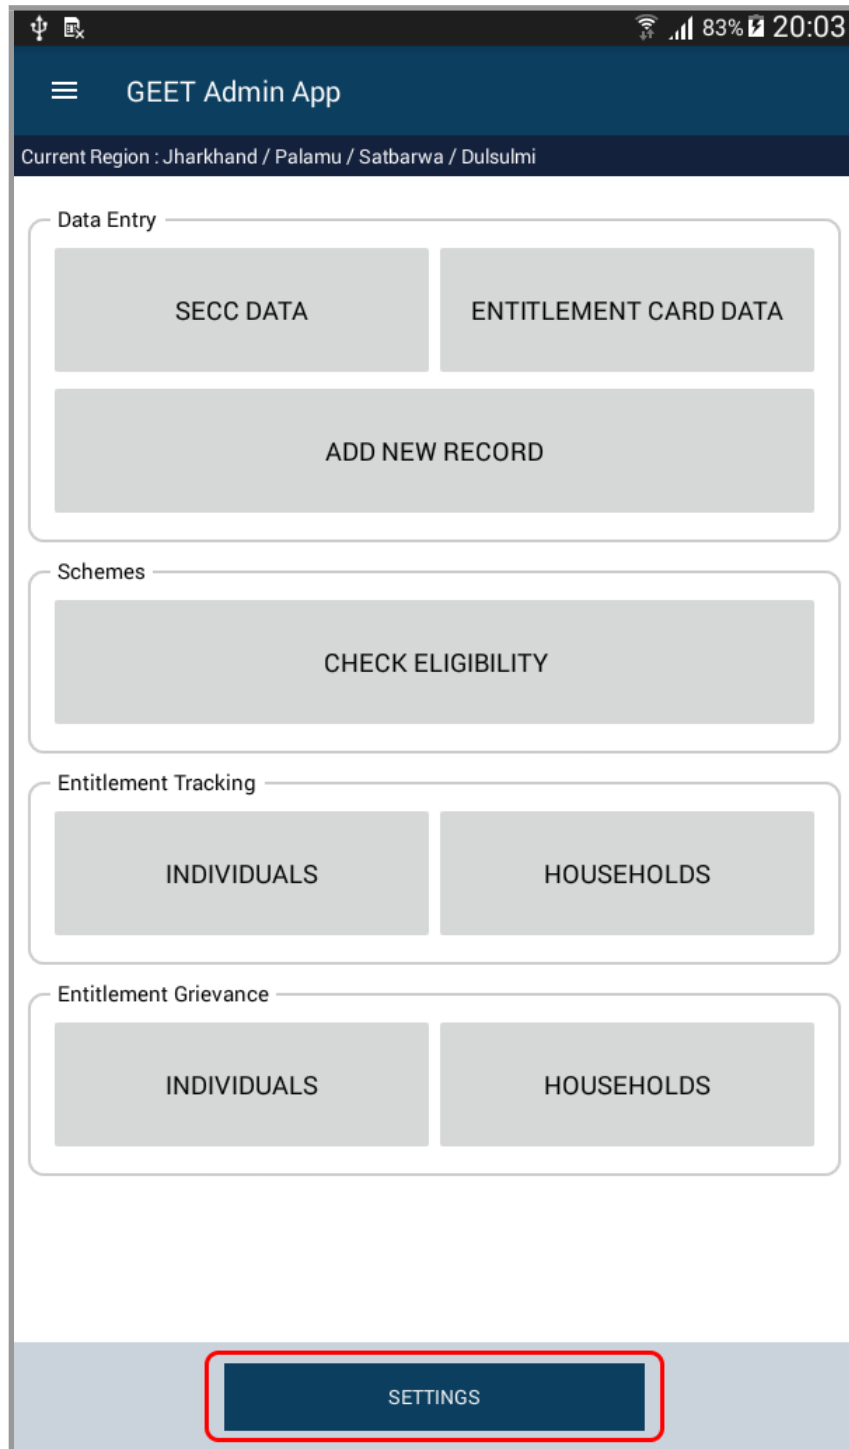 83% 20:03
GEET Admin App
Current Region : Jharkhand / Palamu / Satbarwa / Dulsulmi
Data Entry
SECC DATA ENTITLEMENT CARD DATA
ADD NEW RECORD
Schemes
CHECK ELIGIBILITY
Entitlement Tracking
INDIVIDUALS HOUSEHOLDS
Entitlement Grievance
INDIVIDUALS HOUSEHOLDS
SETTINGS